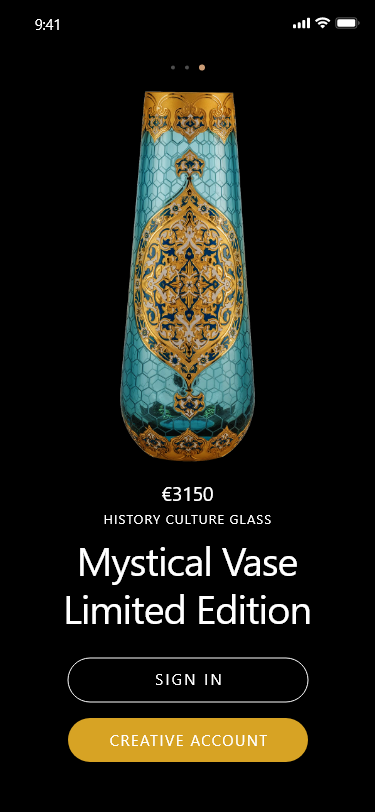 9:41
€3150
HISTORY CULTURE GLASS
Mystical Vase
Limited Edition
SIGN IN
CREATIVE ACCOUNT